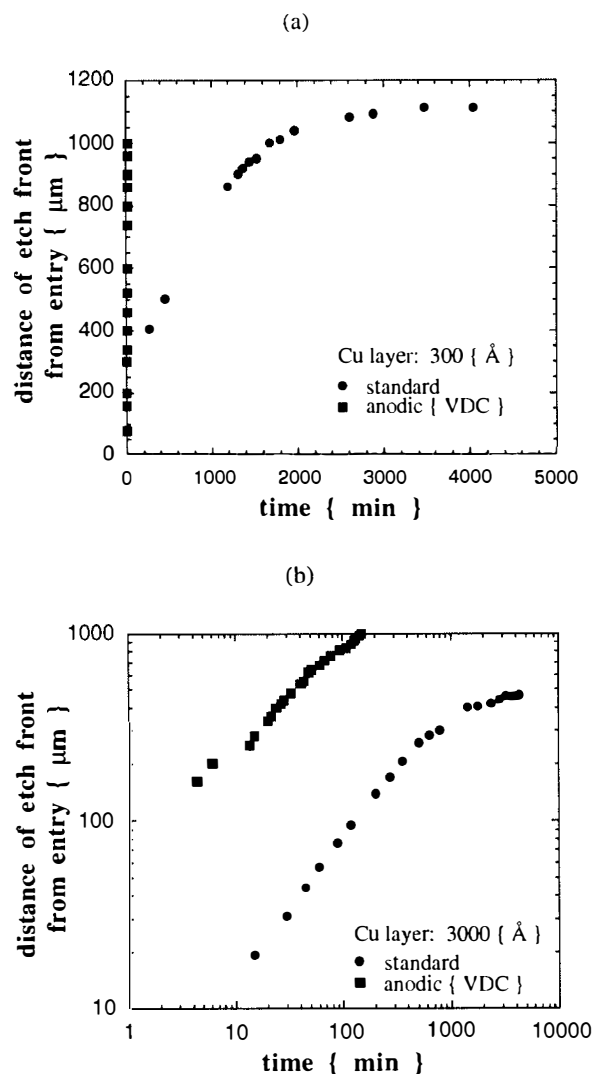 (a)
1200
1000
800
600
400
200
0
distance of etch front
from entry { μm }
Cu layer: 300 { Å }
standard
anodic { VDC }
0 1000 2000 3000 4000 5000
time { min }
(b)
1000
100
10
distance of etch front
from entry { μm }
Cu layer: 3000 { Å }
standard
anodic { VDC }
1 10 100 1000 10000
time { min }